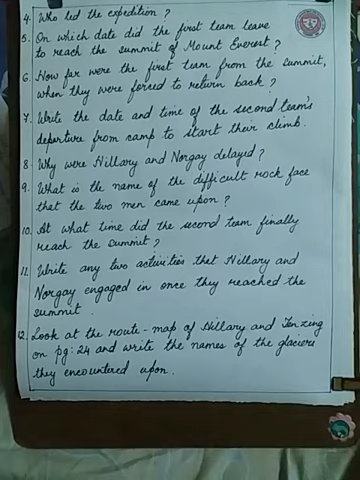 4. Who led the expedition?
5. On which date did the first team leave
to reach the summit of Mount Everest?
6. How far were the first team from the summit,
when they were forced to return back?
7. Write the date and time of the second team's
departure from camp to start their climb.
8. Why were Hillary and Norgay delayed?
9. What is the name of the difficult rock face
that the two men came upon?
10. At what time did the second team finally
reach the summit?
11. Write any two activities that Hillary and
Norgay engaged in once they reached the
summit.
12. Look at the route-map of Hillary and Tenzing
on pg: 24 and write the names of the glaciers
they encountered upon.